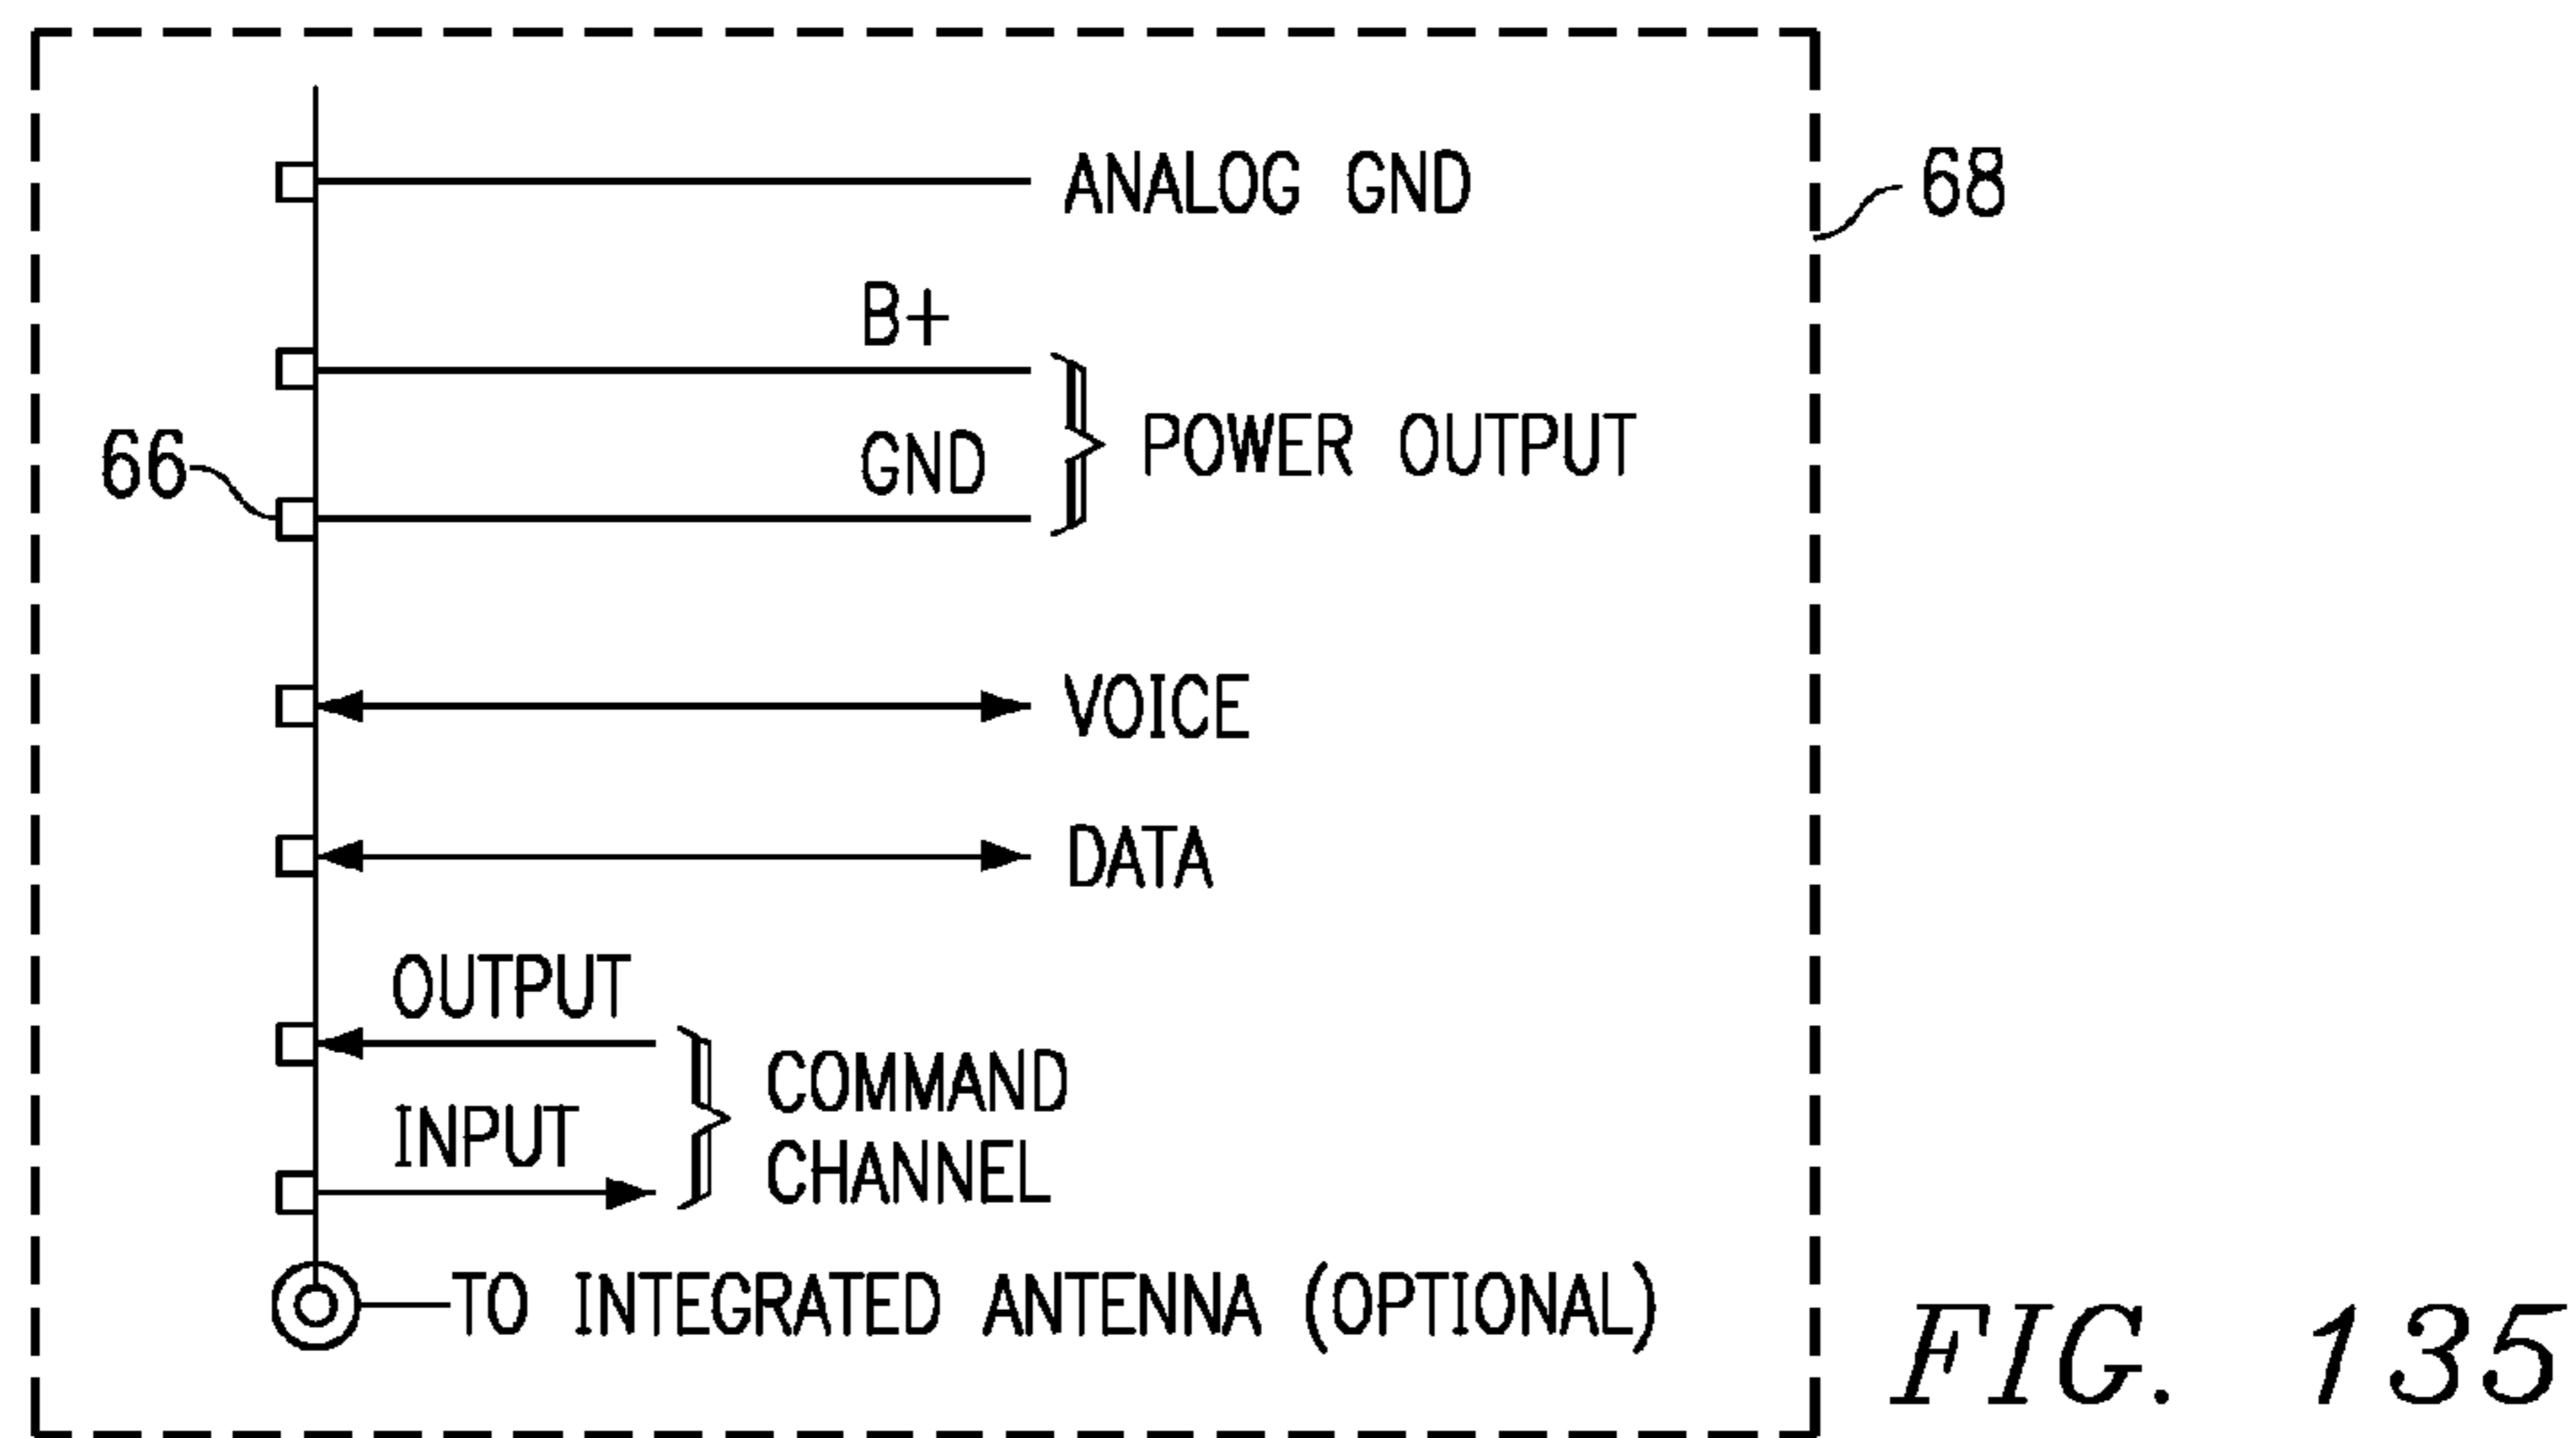 ANALOG GND
68
B+
POWER OUTPUT
GND
66
VOICE
DATA
OUTPUT
COMMAND
CHANNEL
INPUT
TO INTEGRATED ANTENNA (OPTIONAL)
FIG. 135